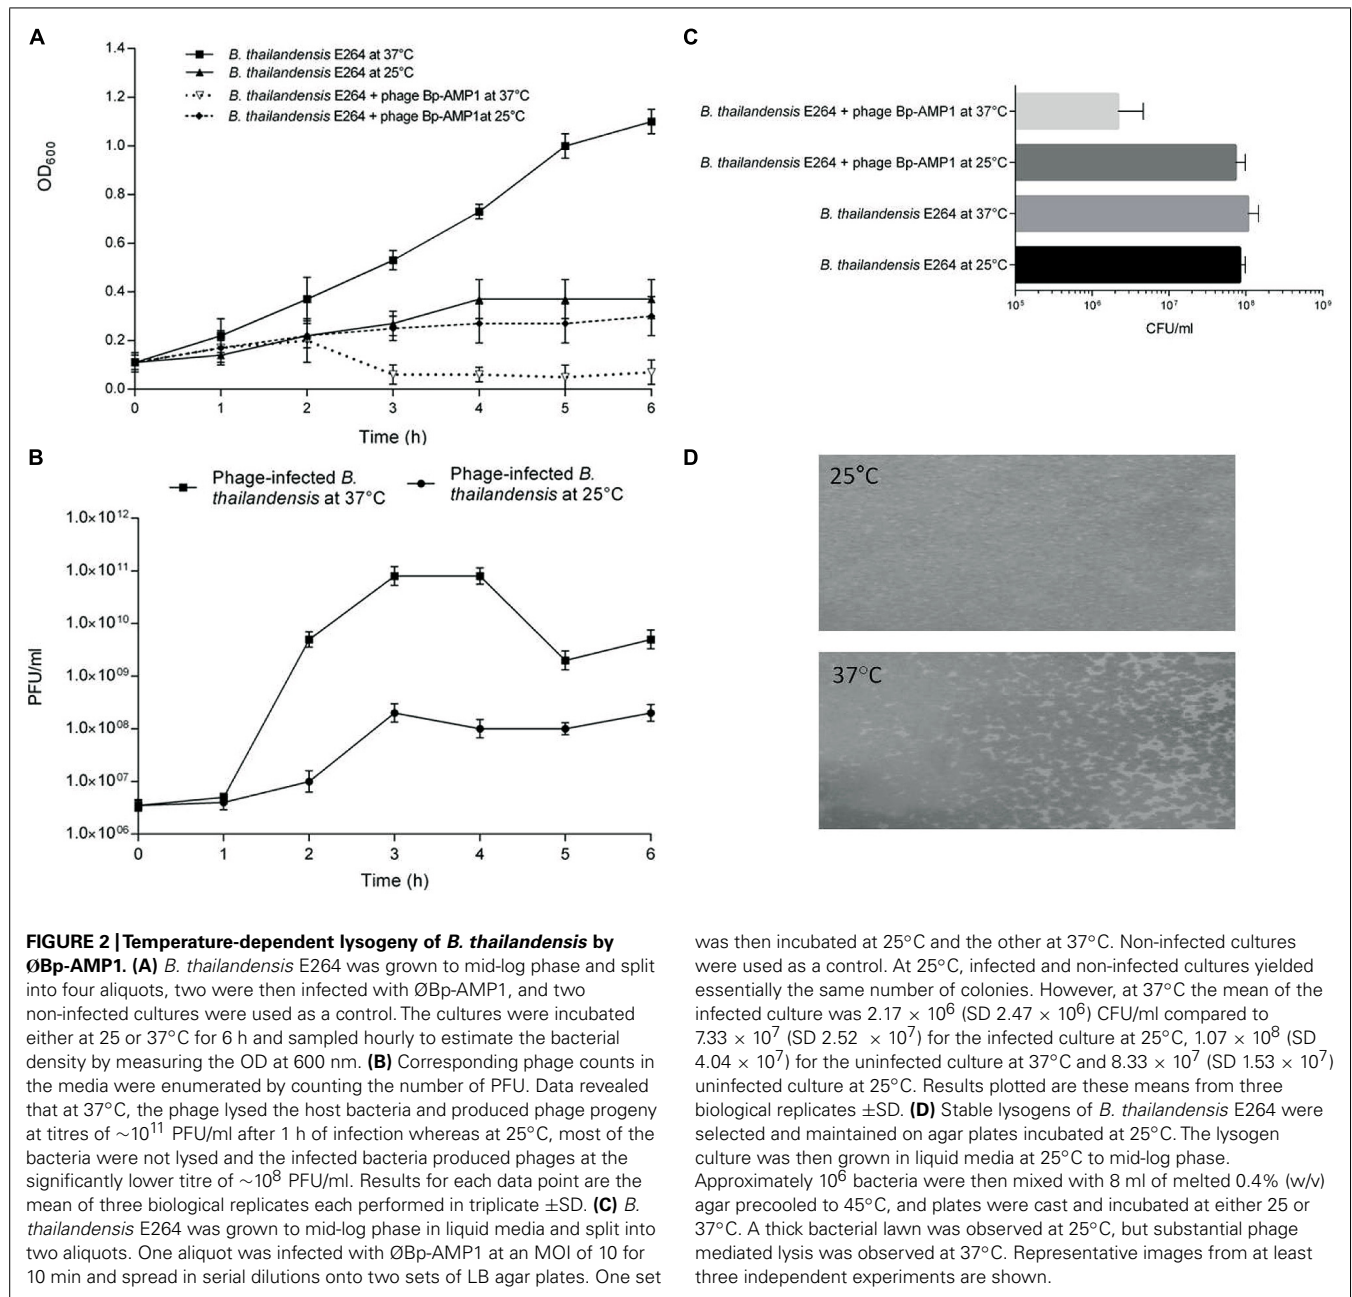 A
1.4
1.2
1.0
0.8
0.6
0.4
0.2
0.0
OD600
B. thailandensis E264 at 37°C
B. thailandensis E264 at 25°C
B. thailandensis E264 + phage Bp-AMP1 at 37°C
B. thailandensis E264 + phage Bp-AMP1at 25°C
0 1 2 3 4 5 6
Time (h)
B
Phage-infected B.
thailandensis at 37°C
Phage-infected B.
thailandensis at 25°C
1.0×10¹²
1.0×10¹¹
1.0×10¹⁰
1.0×10⁰⁹
1.0×10⁰⁸
1.0×10⁰⁷
1.0×10⁰⁶
PFU/ml
0 1 2 3 4 5 6
Time (h)
C
B. thailandensis E264 + phage Bp-AMP1 at 37°C
B. thailandensis E264 + phage Bp-AMP1 at 25°C
B. thailandensis E264 at 37°C
B. thailandensis E264 at 25°C
10⁵ 10⁶ 10⁷ 10⁸ 10⁹
CFU/ml
D
25°C
37°C
FIGURE 2 | Temperature-dependent lysogeny of B. thailandensis by
ØBp-AMP1. (A) B. thailandensis E264 was grown to mid-log phase and split
into four aliquots, two were then infected with ØBp-AMP1, and two
non-infected cultures were used as a control. The cultures were incubated
either at 25 or 37°C for 6 h and sampled hourly to estimate the bacterial
density by measuring the OD at 600 nm. (B) Corresponding phage counts in
the media were enumerated by counting the number of PFU. Data revealed
that at 37°C, the phage lysed the host bacteria and produced phage progeny
at titres of ~10¹¹ PFU/ml after 1 h of infection whereas at 25°C, most of the
bacteria were not lysed and the infected bacteria produced phages at the
significantly lower titre of ~10⁸ PFU/ml. Results for each data point are the
mean of three biological replicates each performed in triplicate ±SD. (C) B.
thailandensis E264 was grown to mid-log phase in liquid media and split into
two aliquots. One aliquot was infected with ØBp-AMP1 at an MOI of 10 for
10 min and spread in serial dilutions onto two sets of LB agar plates. One set
was then incubated at 25°C and the other at 37°C. Non-infected cultures
were used as a control. At 25°C, infected and non-infected cultures yielded
essentially the same number of colonies. However, at 37°C the mean of the
infected culture was 2.17 × 10⁶ (SD 2.47 × 10⁶) CFU/ml compared to
7.33 × 10⁷ (SD 2.52 × 10⁷) for the infected culture at 25°C, 1.07 × 10⁸ (SD
4.04 × 10⁷) for the uninfected culture at 37°C and 8.33 × 10⁷ (SD 1.53 × 10⁷)
uninfected culture at 25°C. Results plotted are these means from three
biological replicates ±SD. (D) Stable lysogens of B. thailandensis E264 were
selected and maintained on agar plates incubated at 25°C. The lysogen
culture was then grown in liquid media at 25°C to mid-log phase.
Approximately 10⁶ bacteria were then mixed with 8 ml of melted 0.4% (w/v)
agar precooled to 45°C, and plates were cast and incubated at either 25 or
37°C. A thick bacterial lawn was observed at 25°C, but substantial phage
mediated lysis was observed at 37°C. Representative images from at least
three independent experiments are shown.